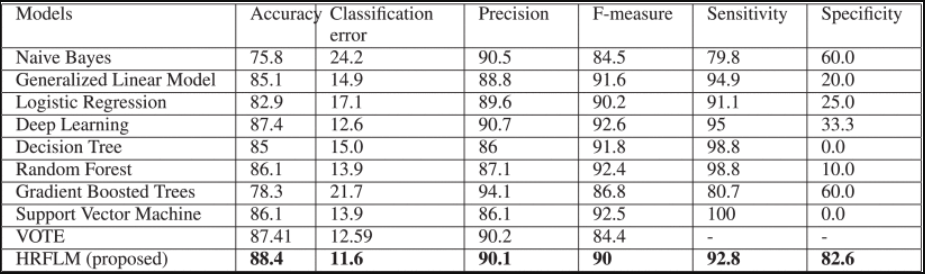 Models Accuracy Classification error Precision F-measure Sensitivity Specificity
Naive Bayes 75.8 24.2 90.5 84.5 79.8 60.0
Generalized Linear Model 85.1 14.9 88.8 91.6 94.9 20.0
Logistic Regression 82.9 17.1 89.6 90.2 91.1 25.0
Deep Learning 87.4 12.6 90.7 92.6 95 33.3
Decision Tree 85 15.0 86 91.8 98.8 0.0
Random Forest 86.1 13.9 87.1 92.4 98.8 10.0
Gradient Boosted Trees 78.3 21.7 94.1 86.8 80.7 60.0
Support Vector Machine 86.1 13.9 86.1 92.5 100 0.0
VOTE 87.41 12.59 90.2 84.4 - -
HRFLM (proposed) 88.4 11.6 90.1 90 92.8 82.6